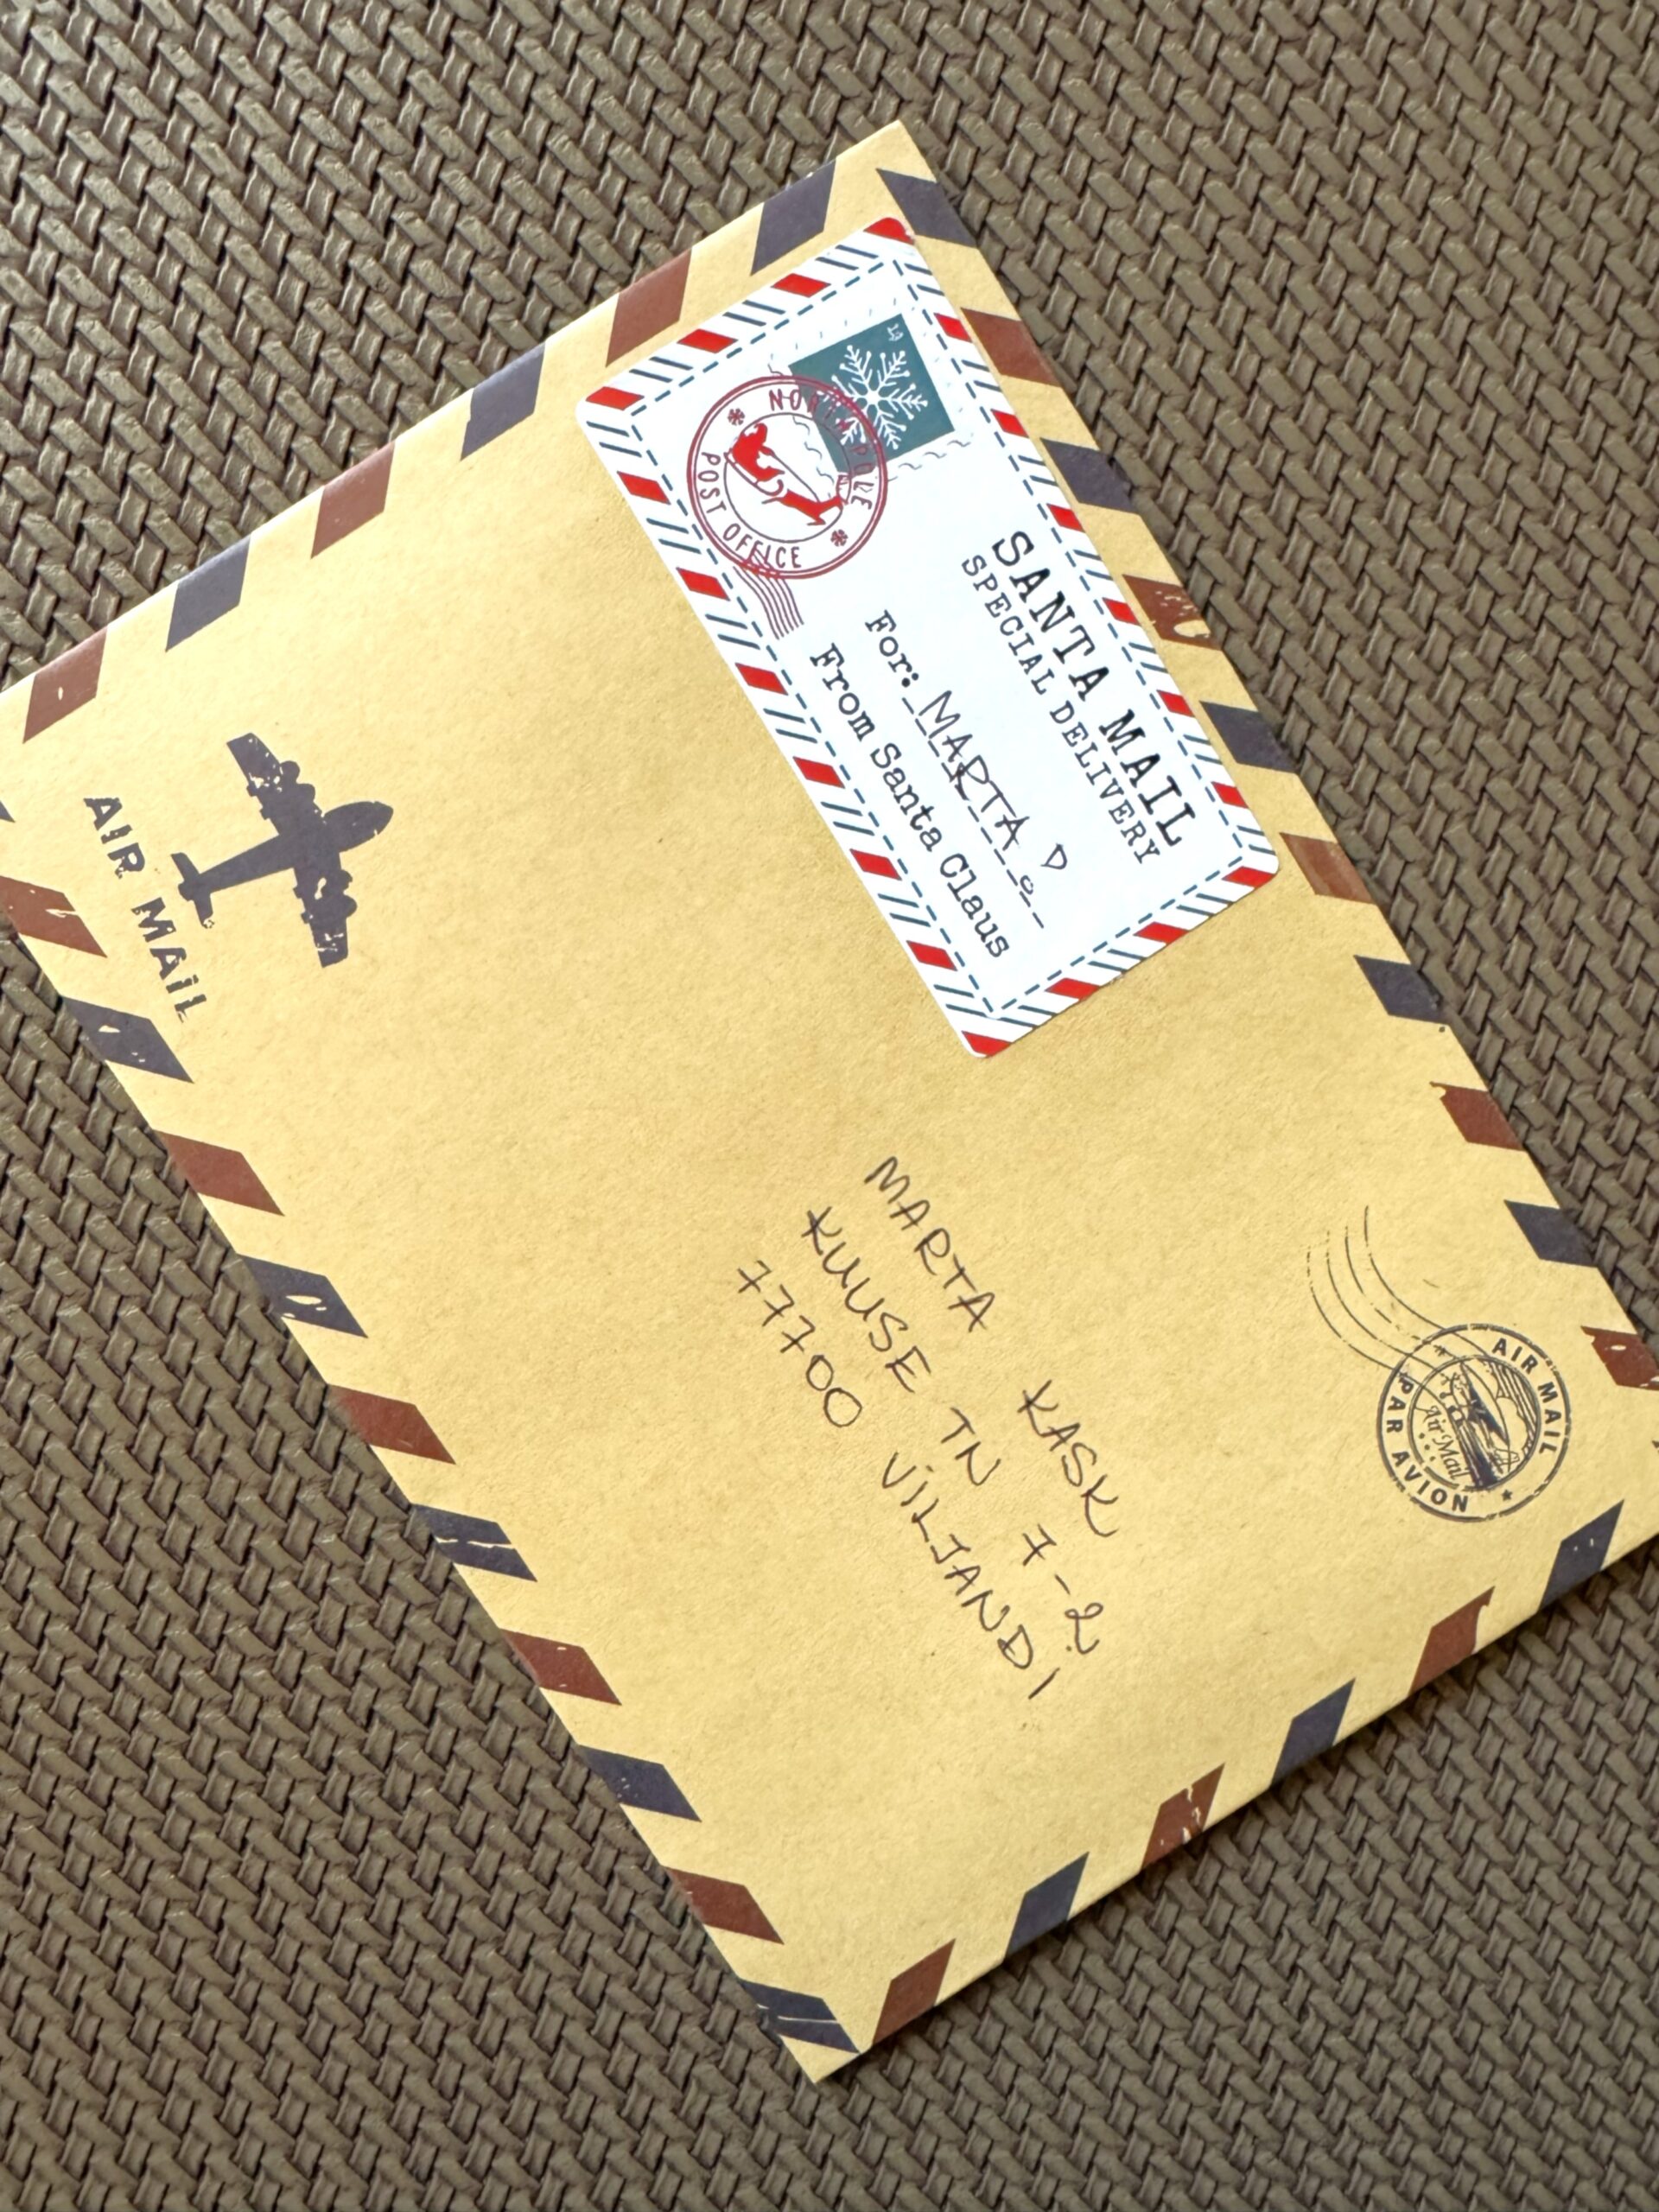 AIR MAIL
SANTA MAIL
SPECIAL DELIVERY
For: MARTA
From Santa Claus
NORTH POLE
POST OFFICE
MARTA KASK
KUUSE TN 7-2
77700 VILJANDI
AIR MAIL
PAR AVION
Air Mail